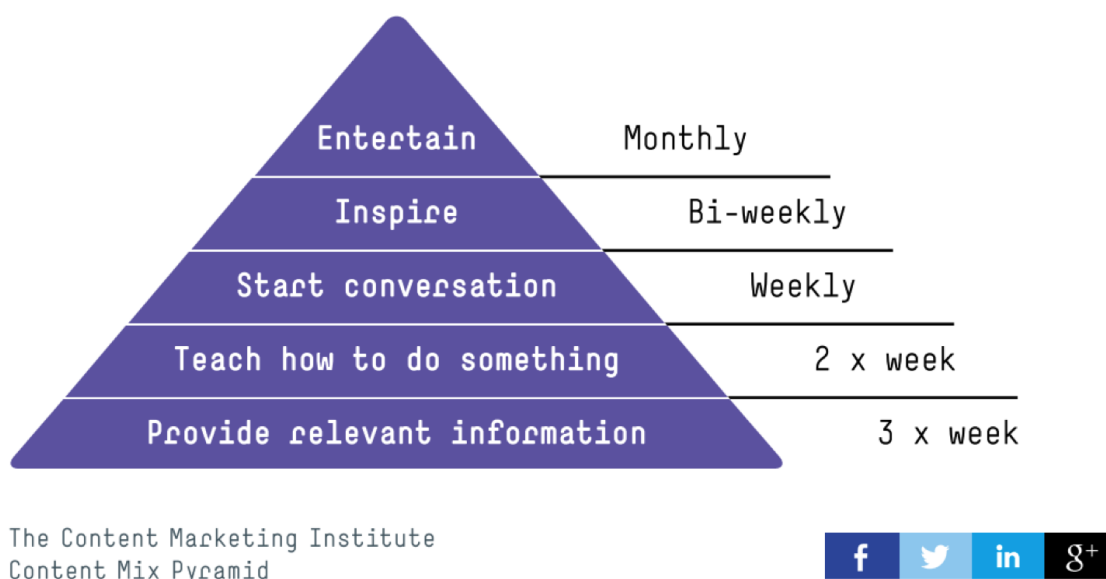 Entertain Monthly
Inspire Bi-weekly
Start conversation Weekly
Teach how to do something 2 x week
Provide relevant information 3 x week
The Content Marketing Institute
Content Mix Pyramid
f in g+